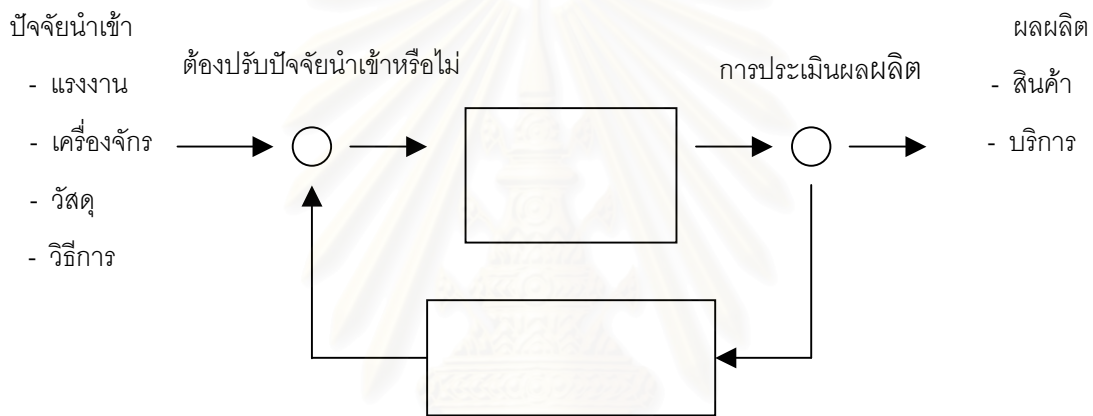 ปัจจัยนำเข้า
- แรงงาน
- เครื่องจักร
- วัสดุ
- วิธีการ
ต้องปรับปัจจัยนำเข้าหรือไม่
การประเมินผลผลิต
ผลผลิต
- สินค้า
- บริการ